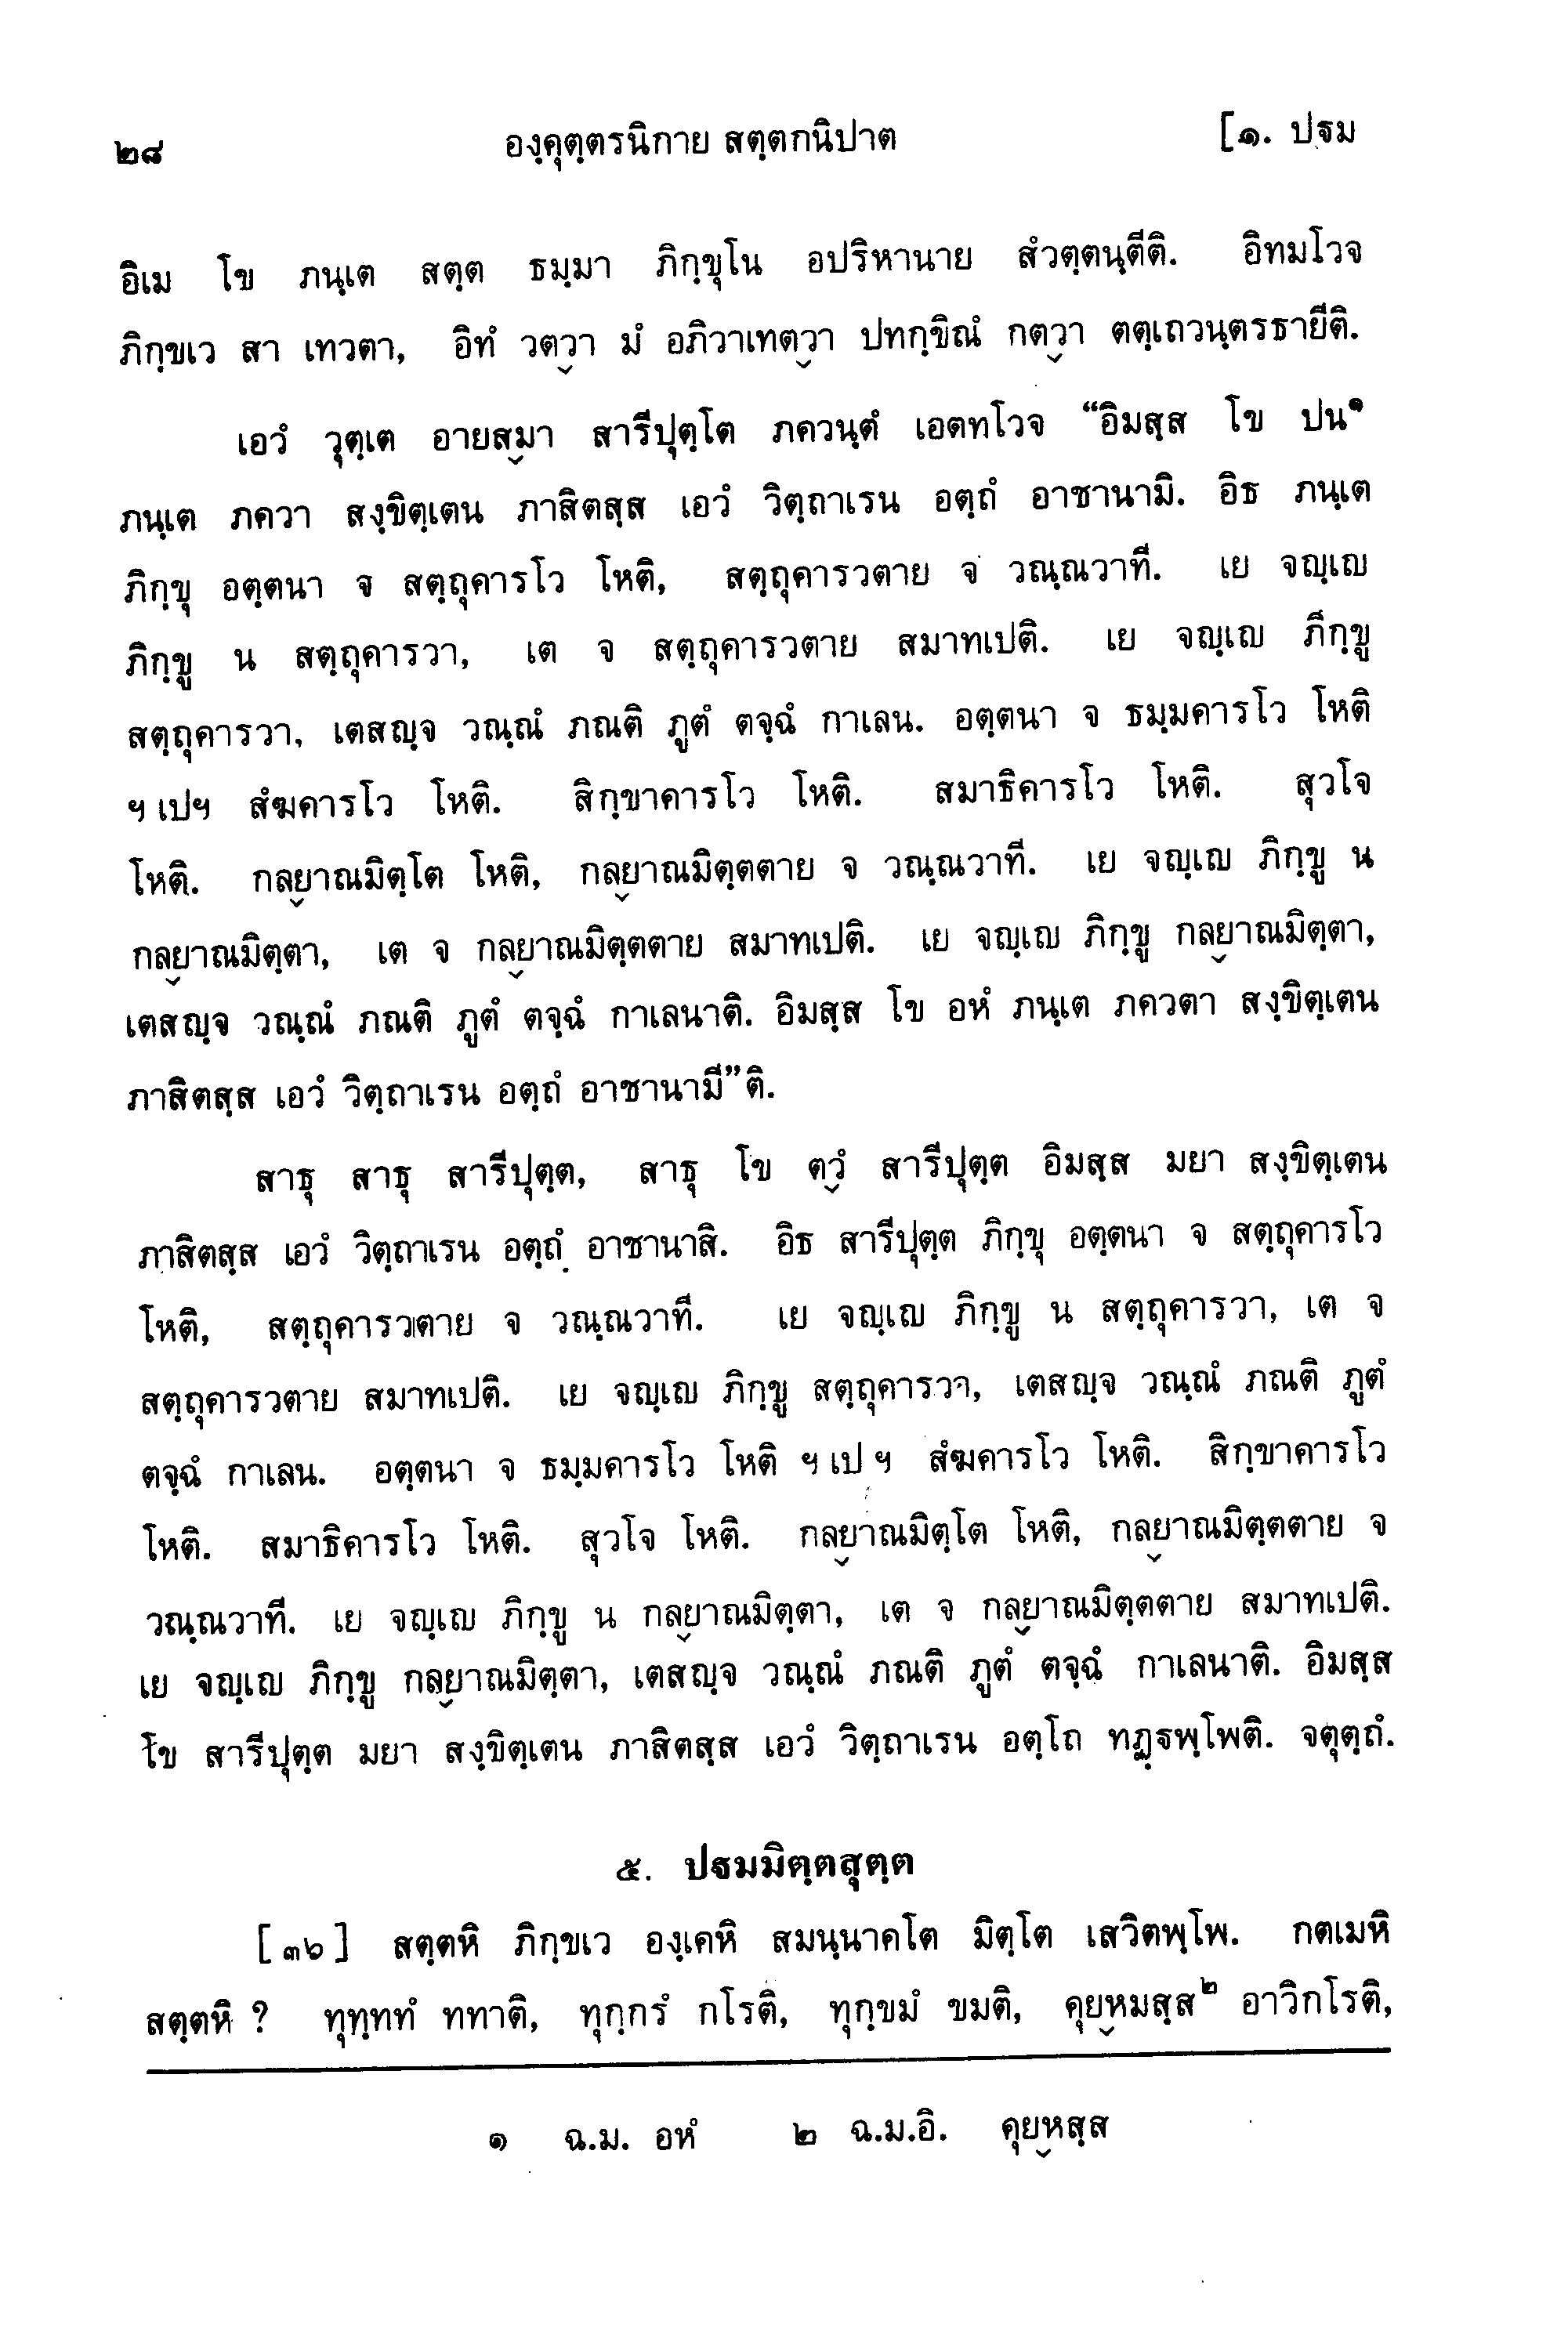 ๒๘ องฺคุตฺตรนิกาย สตฺตกนิปาต [๑. ปฐม
อิเม โข ภนฺเต สตฺต ธมฺมา ภิกฺขุโน อปริหานาย สํวตฺตนฺตีติ. อิทมโวจ
ภิกฺขเว สา เทวตา, อิทํ วตฺวา มํ อภิวาเทตฺวา ปทกฺขิณํ กตฺวา ตตฺเถวนฺตรธายีติ.
เอวํ วุตฺเต อายสฺมา สารีปุตฺโต ภควนฺตํ เอตทโวจ “อิมสฺส โข ปน๑
ภนฺเต ภควา สงฺขิตฺเตน ภาสิตสฺส เอวํ วิตฺถาเรน อตฺถํ อาชานามิ. อิธ ภนฺเต
ภิกฺขุ อตฺตนา จ สตฺถุคารโว โหติ, สตฺถุคารวตาย จ วณฺณวาที. เย จญฺเญ
ภิกฺขู น สตฺถุคารวา, เต จ สตฺถุคารวตาย สมาทเปติ. เย จญฺเญ ภิกฺขู
สตฺถุคารวา, เตสญฺจ วณฺณํ ภณติ ภูตํ ตจฺฉํ กาเลน. อตฺตนา จ ธมฺมคารโว โหติ
ฯ เปฯ สํฆคารโว โหติ. สิกฺขาคารโว โหติ. สมาธิคารโว โหติ. สุวโจ
โหติ. กลฺยาณมิตฺโต โหติ, กลฺยาณมิตฺตตาย จ วณฺณวาที. เย จญฺเญ ภิกฺขู น
กลฺยาณมิตฺตา, เต จ กลฺยาณมิตฺตตาย สมาทเปติ. เย จญฺเญ ภิกฺขู กลฺยาณมิตฺตา,
เตสญฺจ วณฺณํ ภณติ ภูตํ ตจฺฉํ กาเลนาติ. อิมสฺส โข อหํ ภนฺเต ภควตา สงฺขิตฺเตน
ภาสิตสฺส เอวํ วิตฺถาเรน อตฺถํ อาชานามี”ติ.
สาธุ สาธุ สารีปุตฺต, สาธุ โข ตฺวํ สารีปุตฺต อิมสฺส มยา สงฺขิตฺเตน
ภาสิตสฺส เอวํ วิตฺถาเรน อตฺถํ อาชานาสิ. อิธ สารีปุตฺต ภิกฺขุ อตฺตนา จ สตฺถุคารโว
โหติ, สตฺถุคารวตาย จ วณฺณวาที. เย จญฺเญ ภิกฺขู น สตฺถุคารวา, เต จ
สตฺถุคารวตาย สมาทเปติ. เย จญฺเญ ภิกฺขู สตฺถุคารวา, เตสญฺจ วณฺณํ ภณติ ภูตํ
ตจฺฉํ กาเลน. อตฺตนา จ ธมฺมคารโว โหติ ฯ เป ฯ สํฆคารโว โหติ. สิกฺขาคารโว
โหติ. สมาธิคารโว โหติ. สุวโจ โหติ. กลฺยาณมิตฺโต โหติ, กลฺยาณมิตฺตตาย จ
วณฺณวาที. เย จญฺเญ ภิกฺขู น กลฺยาณมิตฺตา, เต จ กลฺยาณมิตฺตตาย สมาทเปติ.
เย จญฺเญ ภิกฺขู กลฺยาณมิตฺตา, เตสญฺจ วณฺณํ ภณติ ภูตํ ตจฺฉํ กาเลนาติ. อิมสฺส
โข สารีปุตฺต มยา สงฺขิตฺเตน ภาสิตสฺส เอวํ วิตฺถาเรน อตฺโถ ทฏฺฐพฺโพติ. จตุตฺถํ.
๕. ปฐมมิตฺตสุตฺต
[๓๖] สตฺตหิ ภิกฺขเว องฺเคหิ สมนฺนาคโต มิตฺโต เสวิตพฺโพ. กตเมหิ
สตฺตหิ ? ทุทฺททํ ททาติ, ทุกฺกรํ กโรติ, ทุกฺขมํ ขมติ, คุยฺหมสฺส๒ อาวิกโรติ,
๑ ฉ.ม. อหํ ๒ ฉ.ม.อิ. คุยฺหสฺส